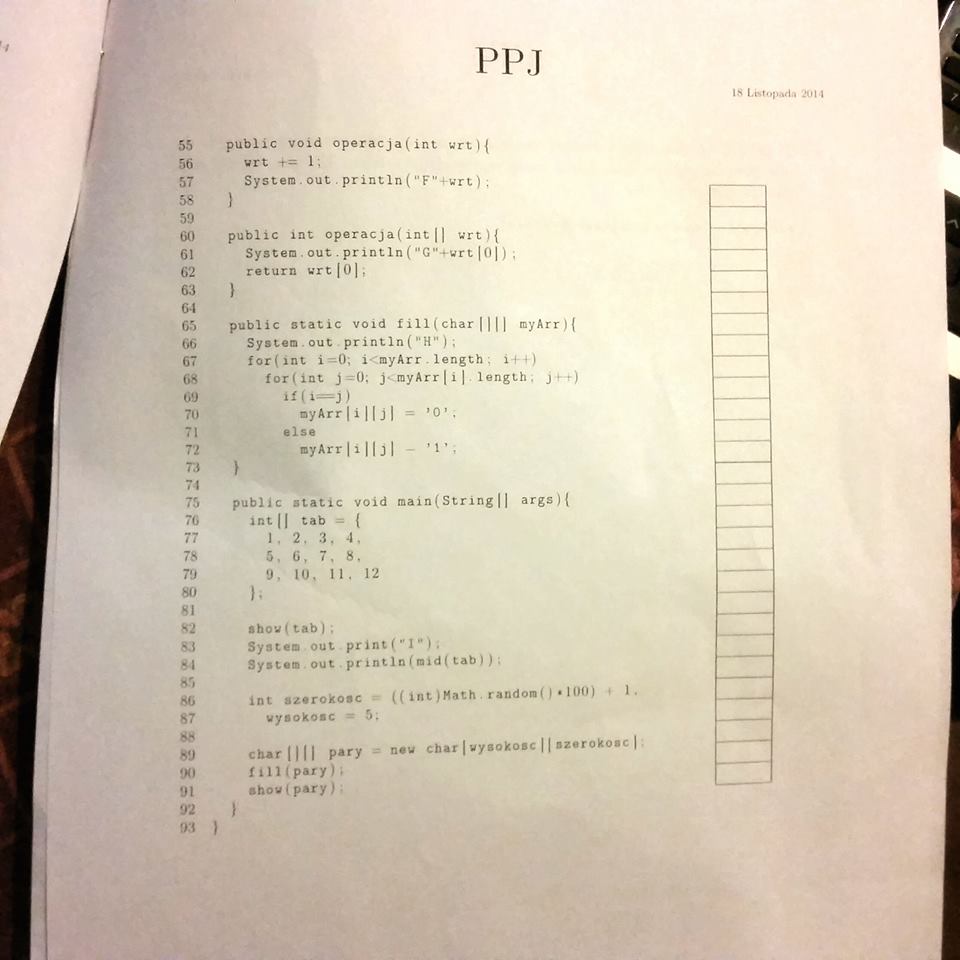 PPJ
18 Listopada 2014
55 public void operacja(int wrt){
56 wrt += 1;
57 System.out.println("F"+wrt);
58 }
59
60 public int operacja(int[] wrt){
61 System.out.println("G"+wrt[0]);
62 return wrt[0];
63 }
64
65 public static void fill(char[][] myArr){
66 System.out.println("H");
67 for(int i=0; i<myArr.length; i++)
68 for(int j=0; j<myArr[i].length; j++)
69 if(i==j)
70 myArr[i][j] = '0';
71 else
72 myArr[i][j] = '1';
73 }
74
75 public static void main(String[] args){
76 int[] tab = {
77 1, 2, 3, 4,
78 5, 6, 7, 8,
79 9, 10, 11, 12
80 };
81
82 show(tab);
83 System.out.print("I");
84 System.out.println(mid(tab));
85
86 int szerokosc = ((int)Math.random()*100) + 1,
87 wysokosc = 5;
88
89 char[][] pary = new char[wysokosc][szerokosc];
90 fill(pary);
91 show(pary);
92 }
93 }